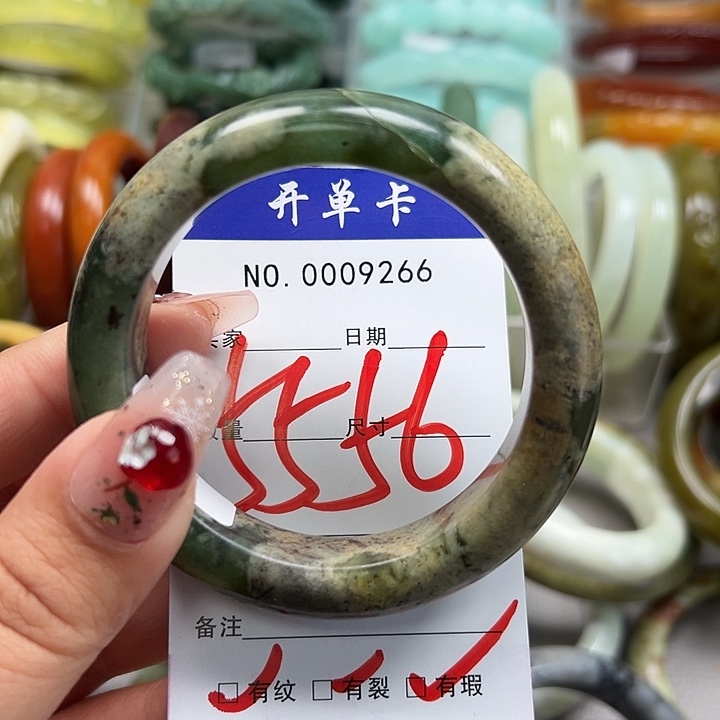 开单卡
NO. 0009266
家 日期
5556
量 尺寸
备注
有纹 有裂 有瑕